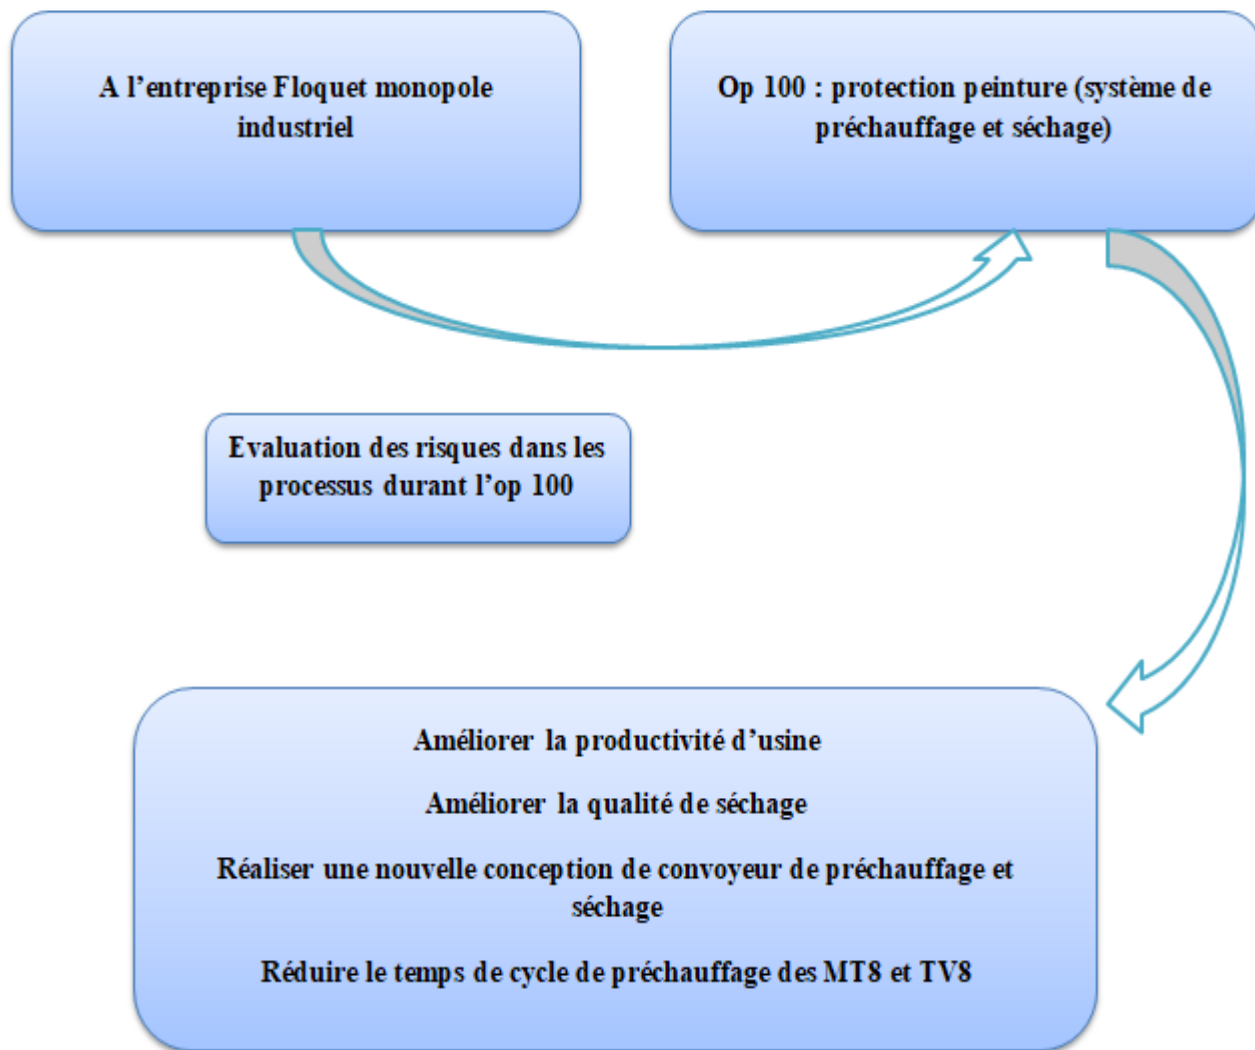 A l’entreprise Floquet monopole
industriel
Op 100 : protection peinture (système de
préchauffage et séchage)
Evaluation des risques dans les
processus durant l’op 100
Améliorer la productivité d’usine
Améliorer la qualité de séchage
Réaliser une nouvelle conception de convoyeur de préchauffage et
séchage
Réduire le temps de cycle de préchauffage des MT8 et TV8